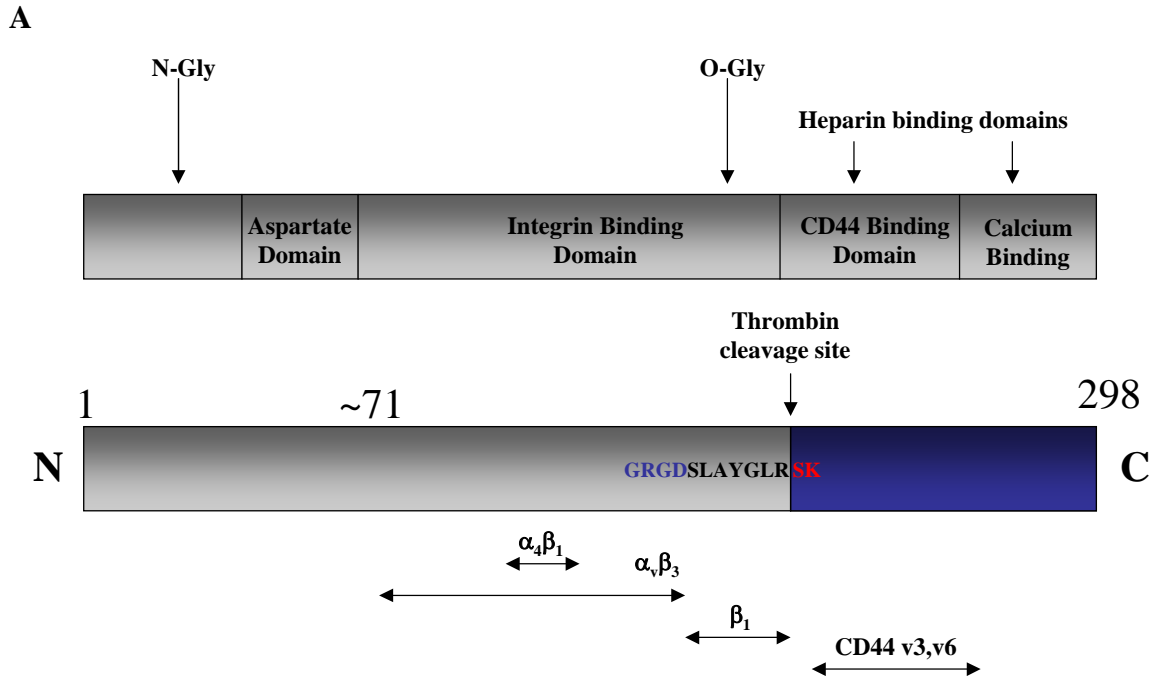 A
N-Gly
O-Gly
Heparin binding domains
Aspartate
Domain
Integrin Binding
Domain
CD44 Binding
Domain
Calcium
Binding
Thrombin
cleavage site
1
~71
298
N
GRGDSLAYGLRSK
C
α4β1
αvβ3
β1
CD44 v3,v6